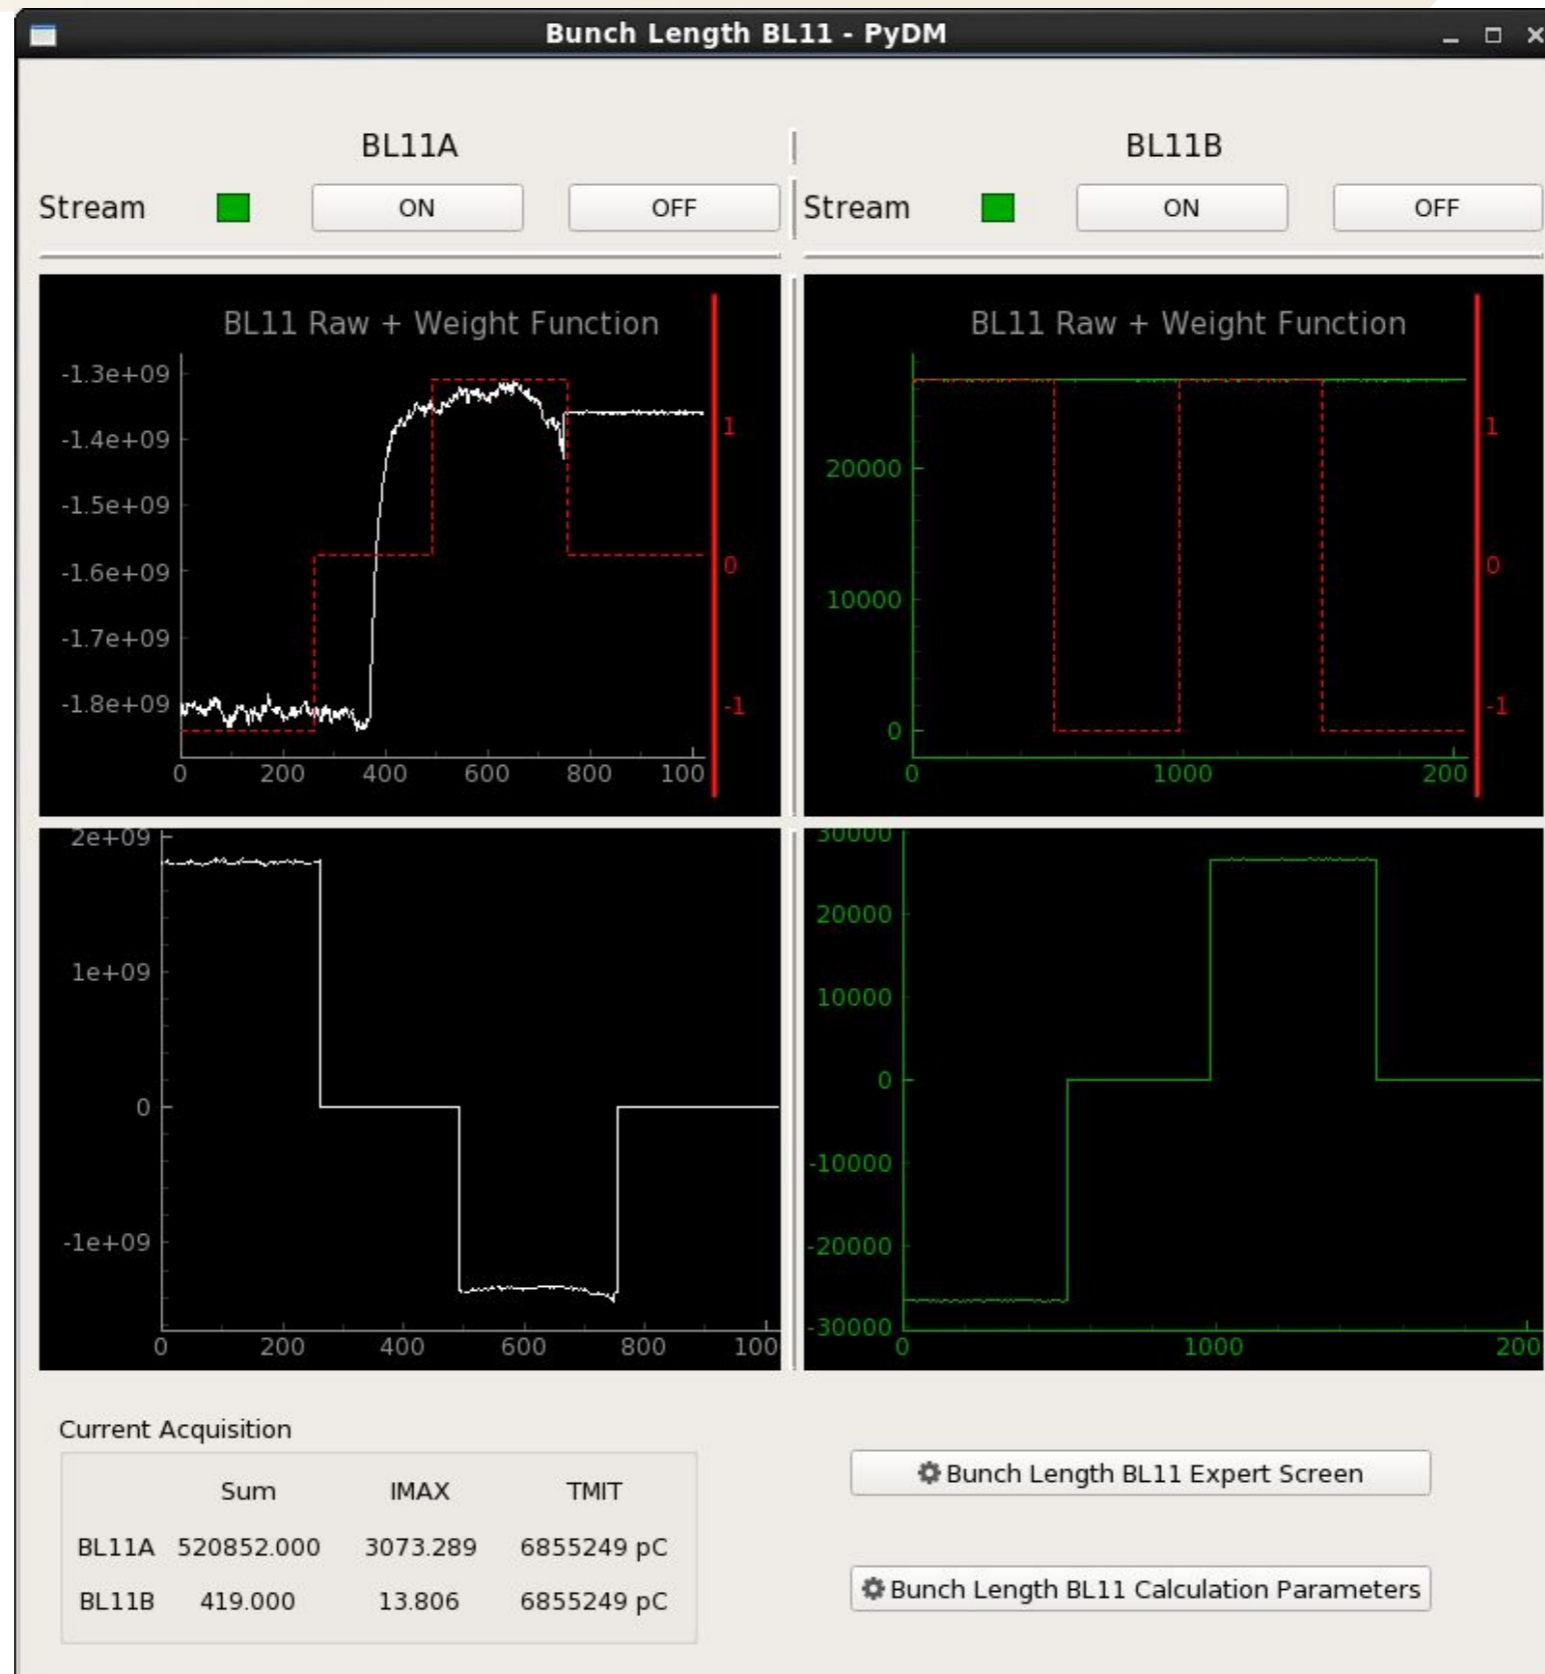 Bunch Length BL11 - PyDM
BL11A
BL11B
Stream ON OFF
Stream ON OFF
BL11 Raw + Weight Function
-1.3e+09
-1.4e+09
-1.5e+09
-1.6e+09
-1.7e+09
-1.8e+09
0 200 400 600 800 100
1
0
-1
BL11 Raw + Weight Function
20000
10000
0
0 1000 200
1
0
-1
2e+09
1e+09
0
-1e+09
0 200 400 600 800 100
30000
20000
10000
0
-10000
-20000
-30000
0 1000 200
Current Acquisition
Sum IMAX TMIT
BL11A 520852.000 3073.289 6855249 pC
BL11B 419.000 13.806 6855249 pC
Bunch Length BL11 Expert Screen
Bunch Length BL11 Calculation Parameters